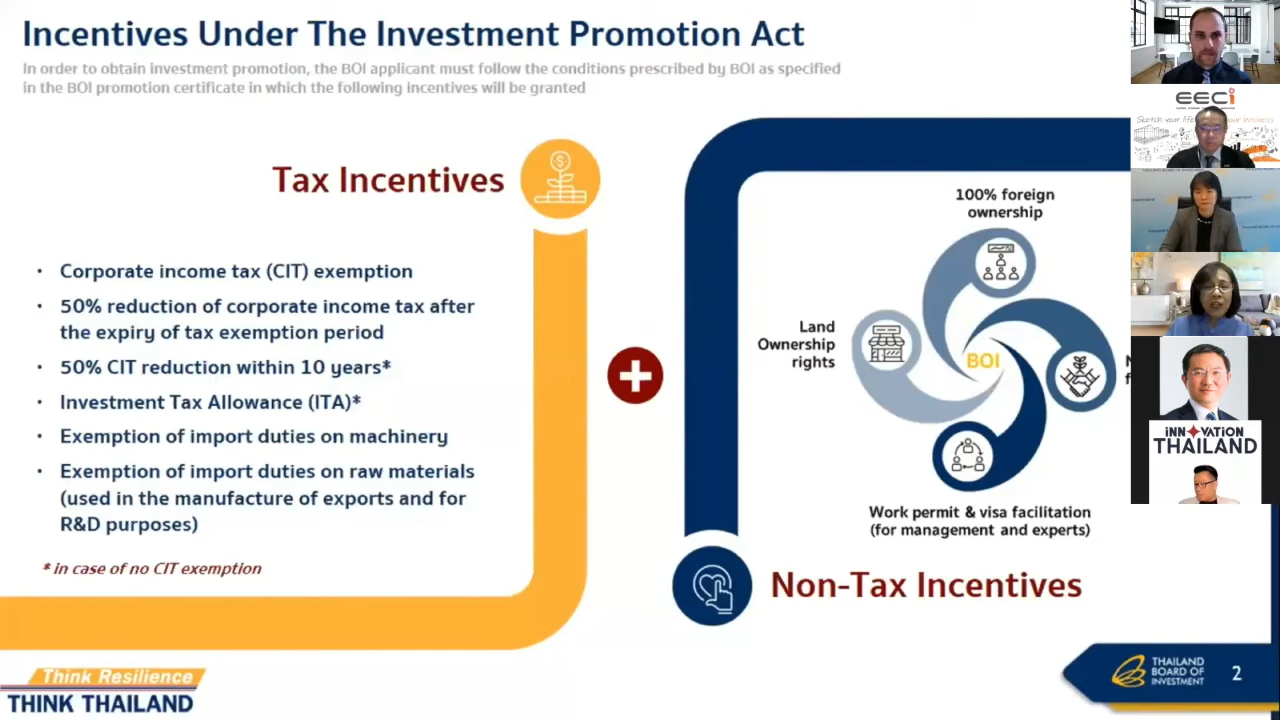 Incentives Under The Investment Promotion Act
In order to obtain investment promotion, the BOI applicant must follow the conditions prescribed by BOI as specified
in the BOI promotion certificate in which the following incentives will be granted
Tax Incentives
• Corporate income tax (CIT) exemption
• 50% reduction of corporate income tax after
the expiry of tax exemption period
• 50% CIT reduction within 10 years*
• Investment Tax Allowance (ITA)*
• Exemption of import duties on machinery
• Exemption of import duties on raw materials
(used in the manufacture of exports and for
R&D purposes)
* in case of no CIT exemption
100% foreign
ownership
Land
Ownership
rights
BOI
Work permit & visa facilitation
(for management and experts)
Non-Tax Incentives
Think Resilience
THINK THAILAND
THAILAND
BOARD OF
INVESTMENT
2
eeci
Sketch your your business
iNNOVATION
THAILAND